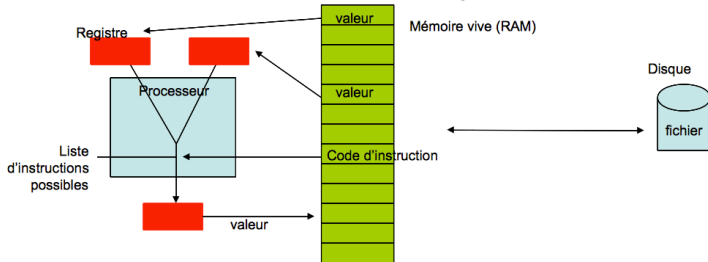 valeur
Mémoire vive (RAM)
Registre
Disque
Processeur
valeur
fichier
Liste
d'instructions
possibles
Code d'instruction
valeur